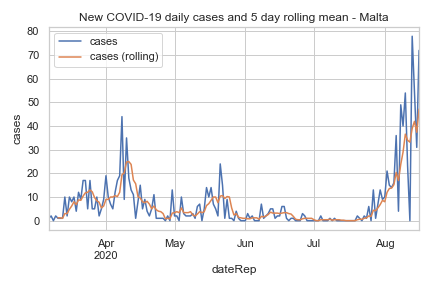 New COVID-19 daily cases and 5 day rolling mean - Malta
cases
cases (rolling)
80
70
60
50
40
30
20
10
0
cases
Apr
2020
May
Jun
Jul
Aug
dateRep